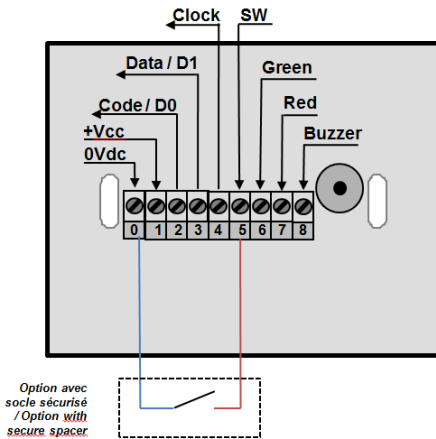 Clock SW
Data / D1
Green
Code / D0
Red
+Vcc
Buzzer
0Vdc
0 1 2 3 4 5 6 7 8
Option avec
socle sécurisé
/ Option with
secure spacer